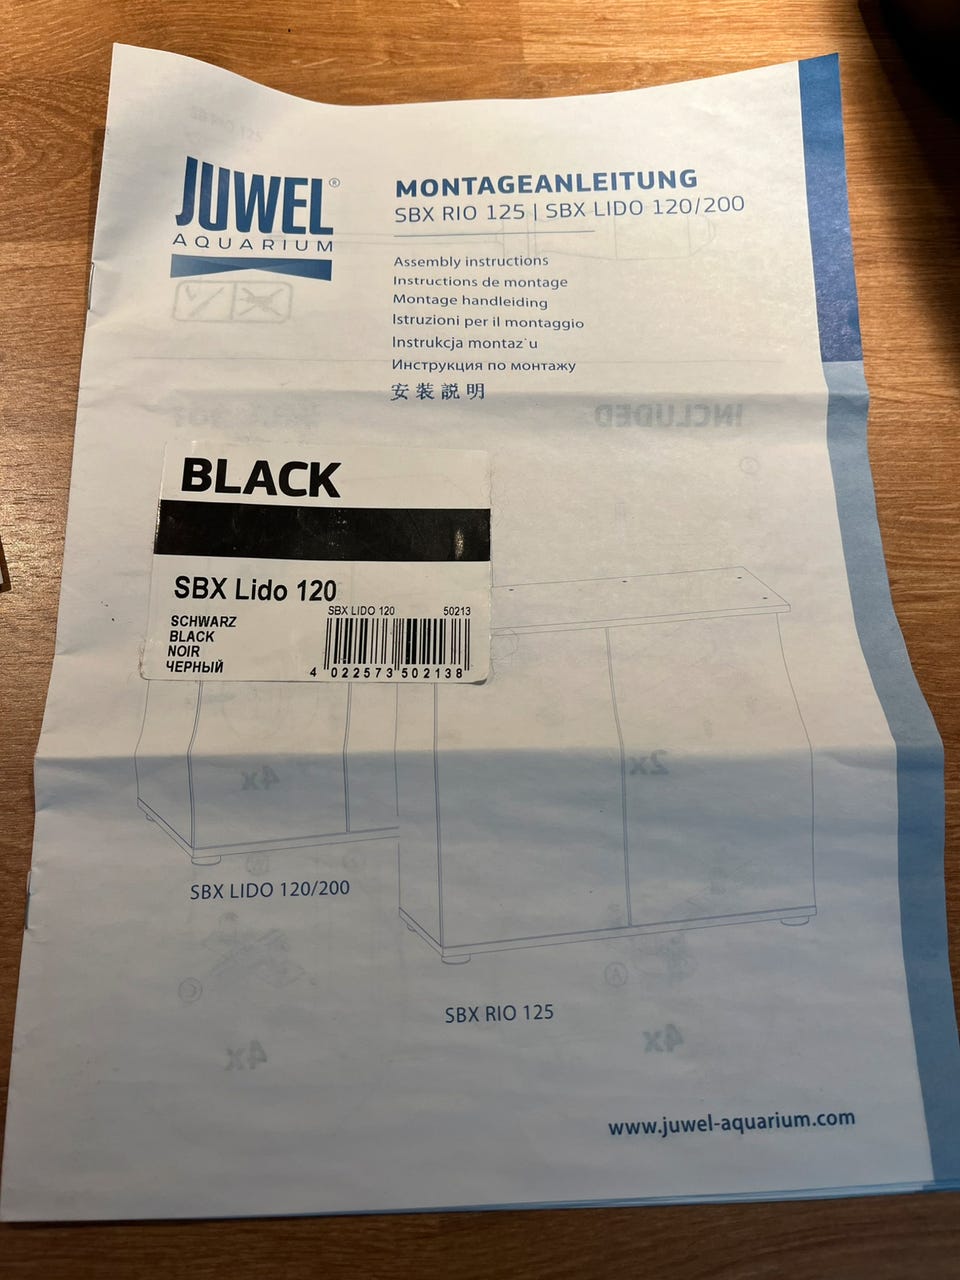 JUWEL®
AQUARIUM
MONTAGEANLEITUNG
SBX RIO 125 | SBX LIDO 120/200
Assembly instructions
Instructions de montage
Montage handleiding
Istruzioni per il montaggio
Instrukcja montaz˙u
Инструкция по монтажу
安裝説明
INCLUDED
BLACK
SBX Lido 120
SBX LIDO 120 50213
SCHWARZ
BLACK
NOIR
ЧЕРНЫЙ
4 022573 502138
2x
4x
SBX LIDO 120/200
SBX RIO 125
4x
4x
www.juwel-aquarium.com